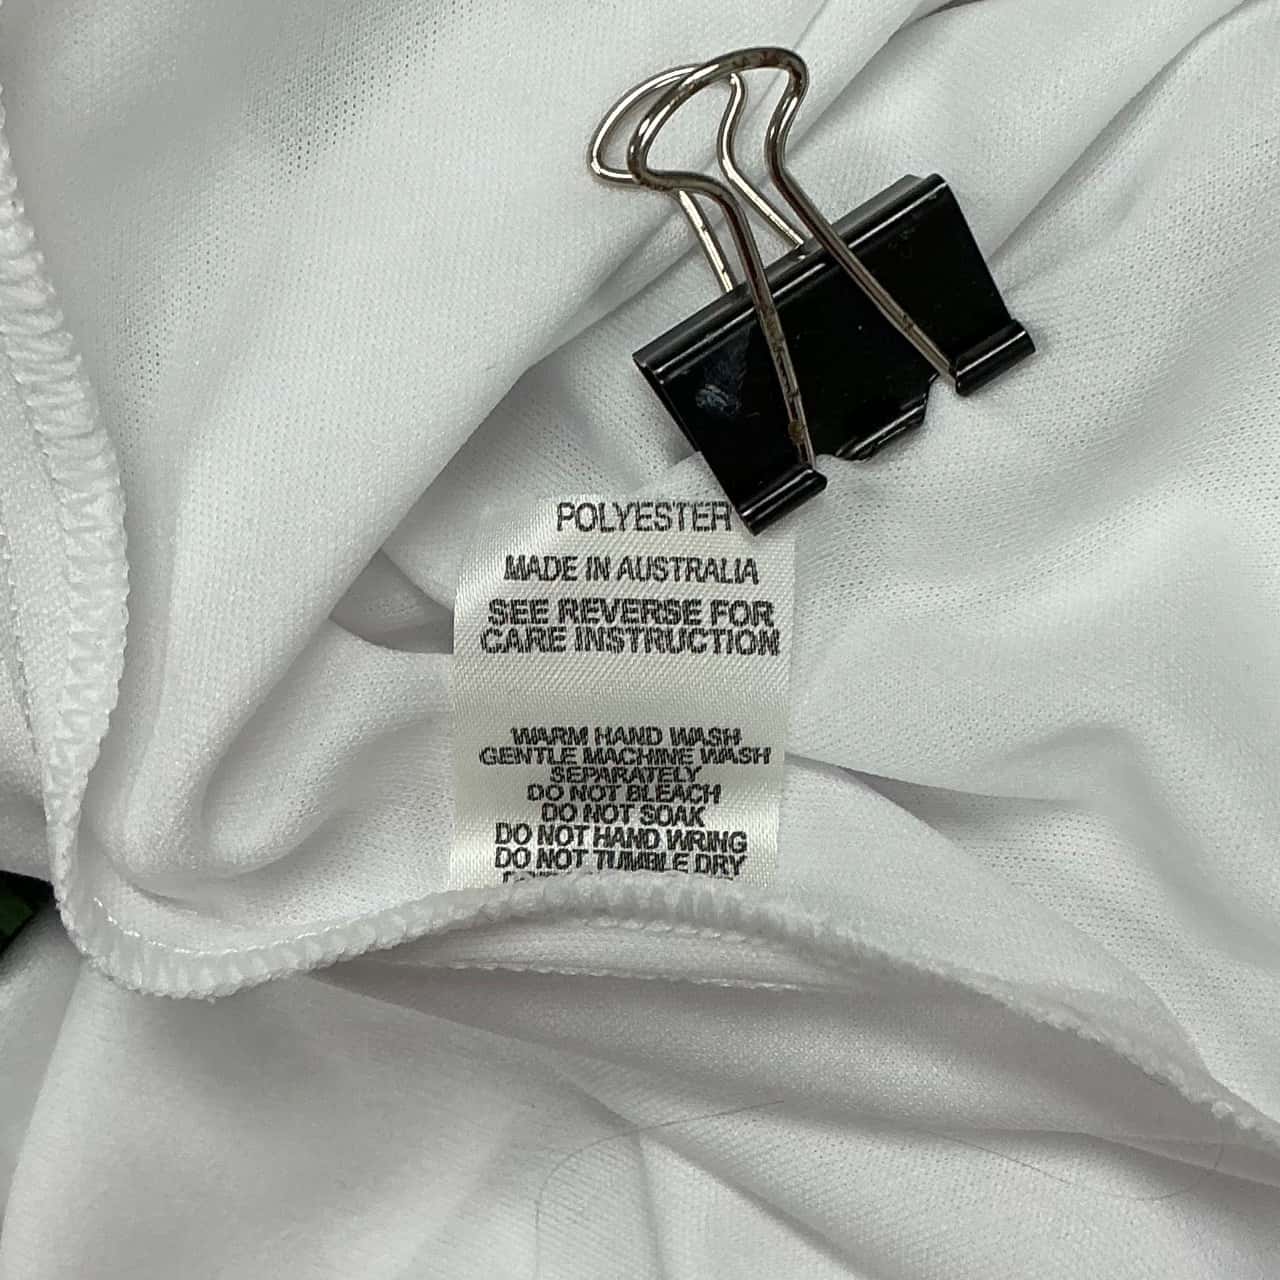 POLYESTER
MADE IN AUSTRALIA
SEE REVERSE FOR
CARE INSTRUCTION
WARM HAND WASH
GENTLE MACHINE WASH
SEPARATELY
DO NOT BLEACH
DO NOT SOAK
DO NOT HAND WRING
DO NOT TUMBLE DRY